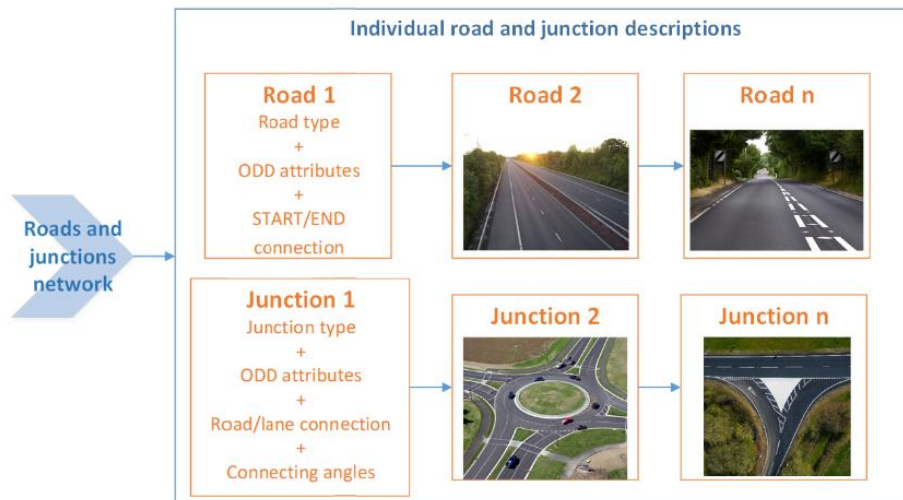 Individual road and junction descriptions
Road 1
Road type
+
ODD attributes
+
START/END
connection
Road 2
Road n
Roads and
junctions
network
Junction 1
Junction type
+
ODD attributes
+
Road/lane connection
+
Connecting angles
Junction 2
Junction n